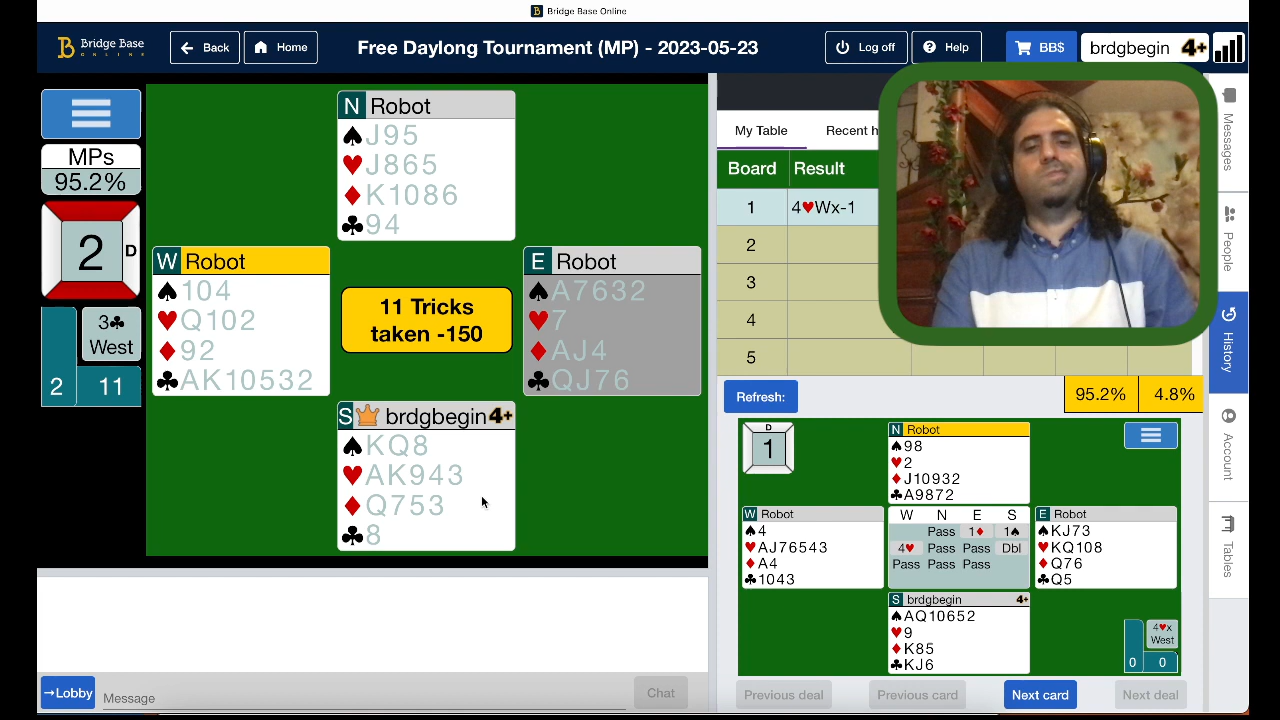 B Bridge Base Online
Bridge Base
ONLINE
Back
Home
Free Daylong Tournament (MP) - 2023-05-23
Log off
Help
BB$
brdgbegin 4+
MPs
95.2%
2
D
3♣
West
2 11
N Robot
♠J95
♥J865
♦K1086
♣94
W Robot
♠104
♥Q102
♦92
♣AK10532
11 Tricks
taken -150
E Robot
♠A7632
♥7
♦AJ4
♣QJ76
S brdgbegin 4+
♠KQ8
♥AK943
♦Q753
♣8
→Lobby
Message
Chat
My Table Recent h
Board Result
1 4♥Wx-1
2
3
4
5
Refresh:
95.2% 4.8%
D
1
N Robot
♠98
♥2
♦J10932
♣A9872
W Robot
♠4
♥AJ76543
♦A4
♣1043
W N E S
Pass 1♦ 1♠
4♥ Pass Pass Dbl
Pass Pass Pass
E Robot
♠KJ73
♥KQ108
♦Q76
♣Q5
S brdgbegin 4+
♠AQ10652
♥9
♦K85
♣KJ6
4♥x
West
0 0
Previous deal
Previous card
Next card
Next deal
Messages
People
History
Account
Tables